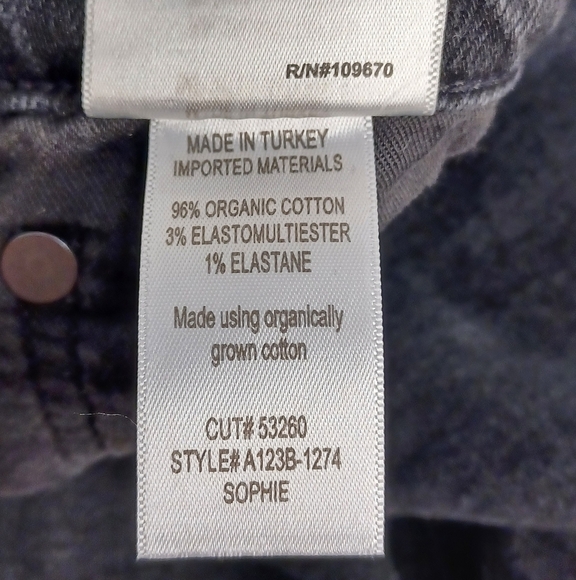 R/N#109670
MADE IN TURKEY
IMPORTED MATERIALS
96% ORGANIC COTTON
3% ELASTOMULTIESTER
1% ELASTANE
Made using organically
grown cotton
CUT# 53260
STYLE# A123B-1274
SOPHIE